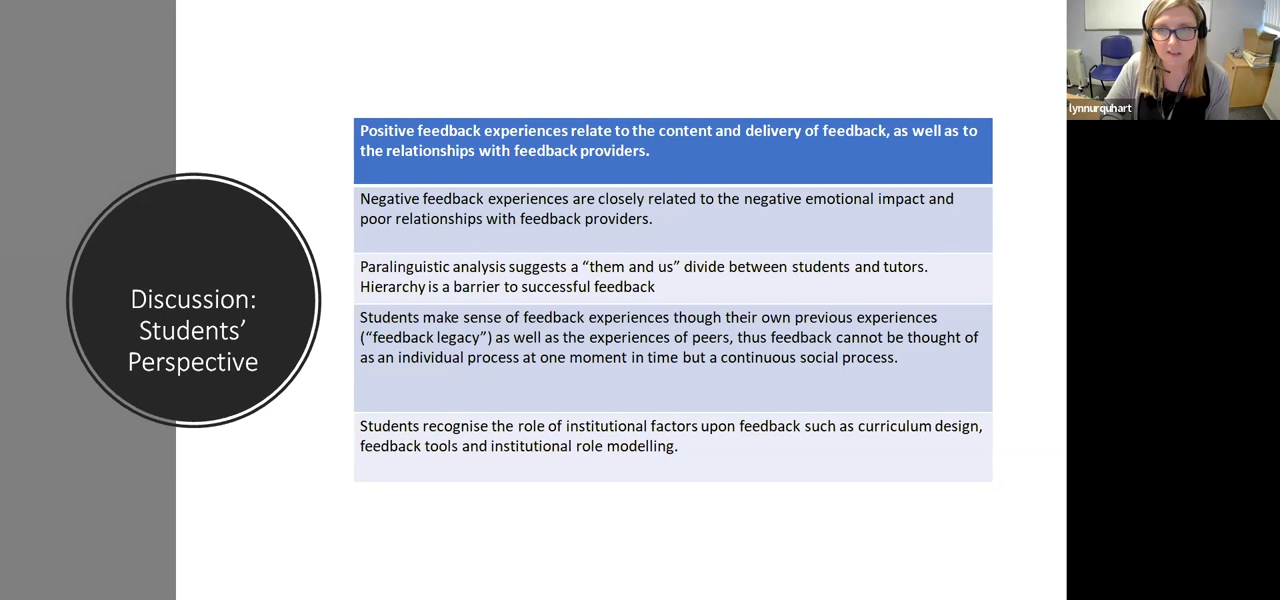 Discussion:
Students'
Perspective
Positive feedback experiences relate to the content and delivery of feedback, as well as to
the relationships with feedback providers.
Negative feedback experiences are closely related to the negative emotional impact and
poor relationships with feedback providers.
Paralinguistic analysis suggests a “them and us” divide between students and tutors.
Hierarchy is a barrier to successful feedback
Students make sense of feedback experiences though their own previous experiences
(“feedback legacy”) as well as the experiences of peers, thus feedback cannot be thought of
as an individual process at one moment in time but a continuous social process.
Students recognise the role of institutional factors upon feedback such as curriculum design,
feedback tools and institutional role modelling.
lynnurquhart